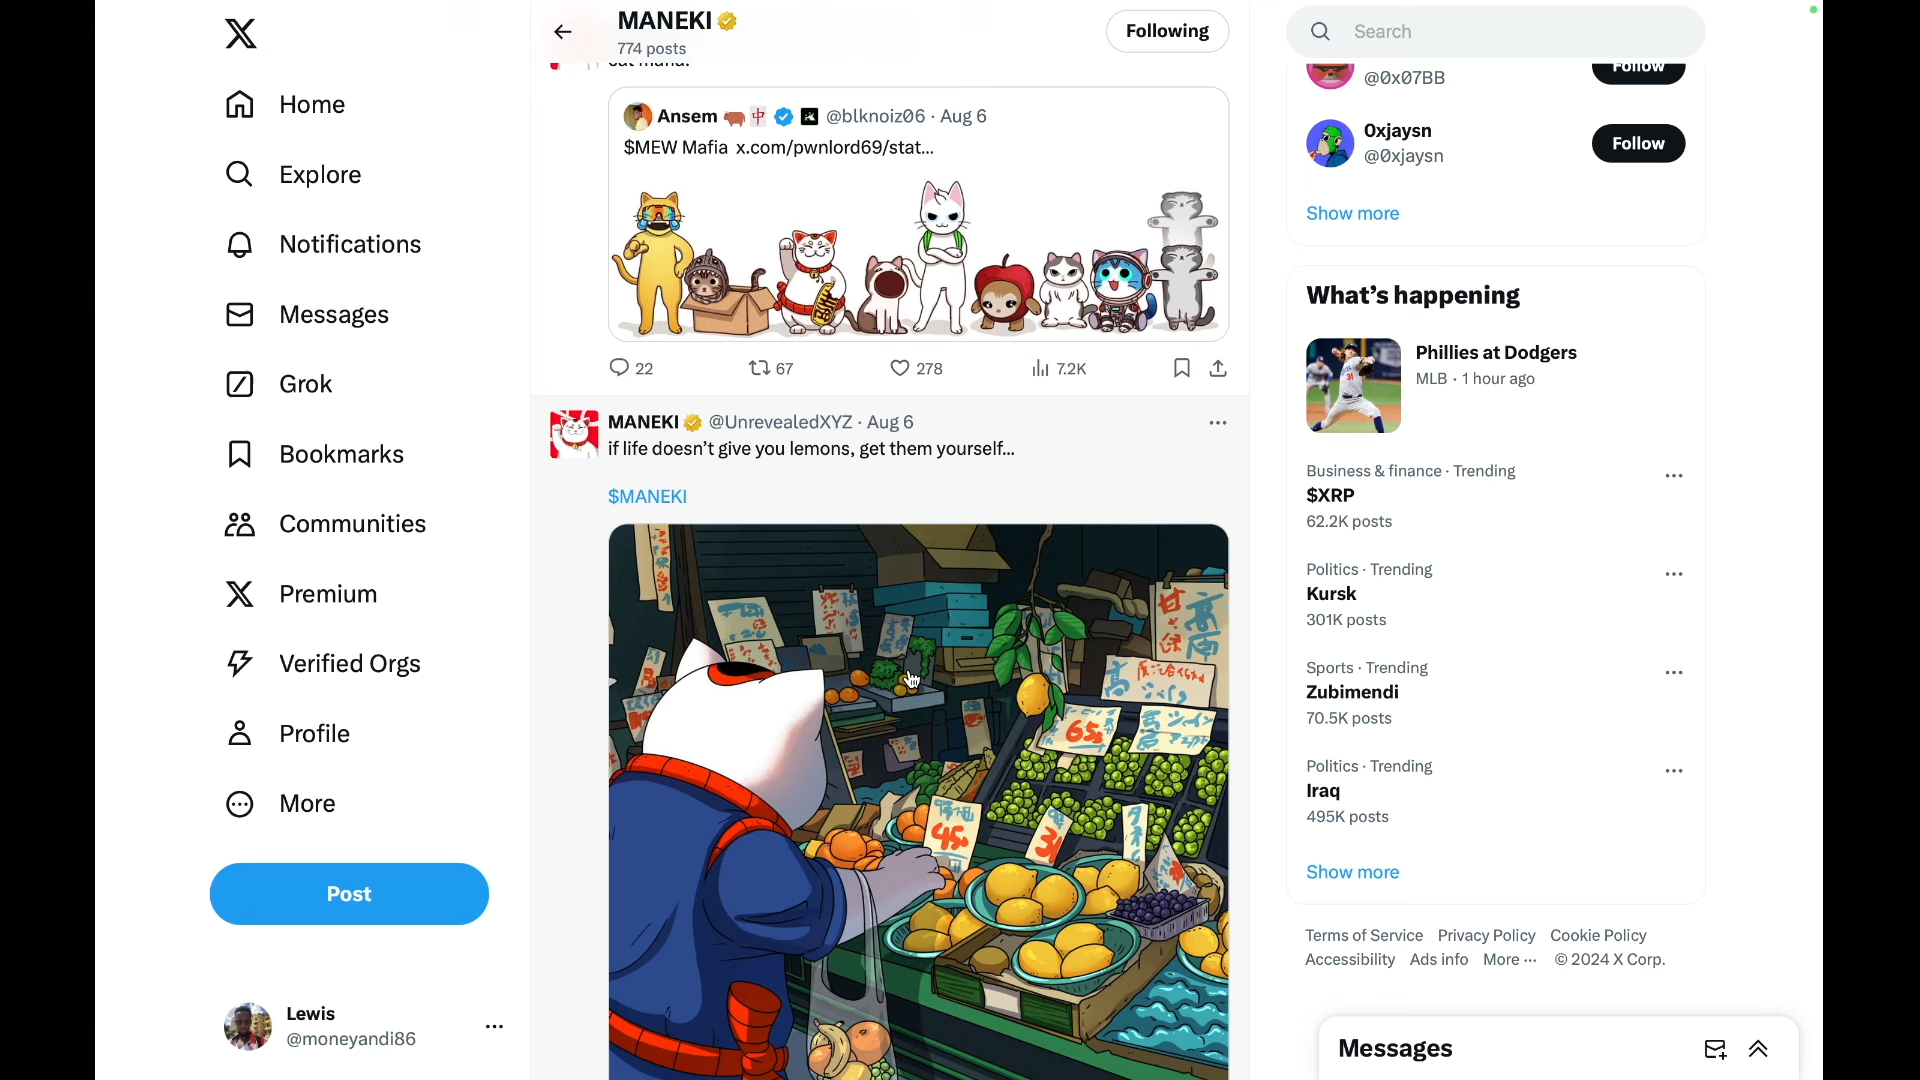 Home
Explore
Notifications
Messages
Grok
Bookmarks
Communities
Premium
Verified Orgs
Profile
More
Post
Lewis
@moneyandi86
MANEKI
774 posts
Following
Ansem 中 @blknoiz06 · Aug 6
$MEW Mafia x.com/pwnlord69/stat...
22 67 278 7.2K
MANEKI @UnrevealedXYZ · Aug 6
if life doesn't give you lemons, get them yourself...
$MANEKI
65
45
31
Search
@0x07BB
Follow
0xjaysn
@0xjaysn
Follow
Show more
What's happening
Phillies at Dodgers
MLB · 1 hour ago
Business & finance · Trending
$XRP
62.2K posts
Politics · Trending
Kursk
301K posts
Sports · Trending
Zubimendi
70.5K posts
Politics · Trending
Iraq
495K posts
Show more
Terms of Service Privacy Policy Cookie Policy
Accessibility Ads info More ··· © 2024 X Corp.
Messages